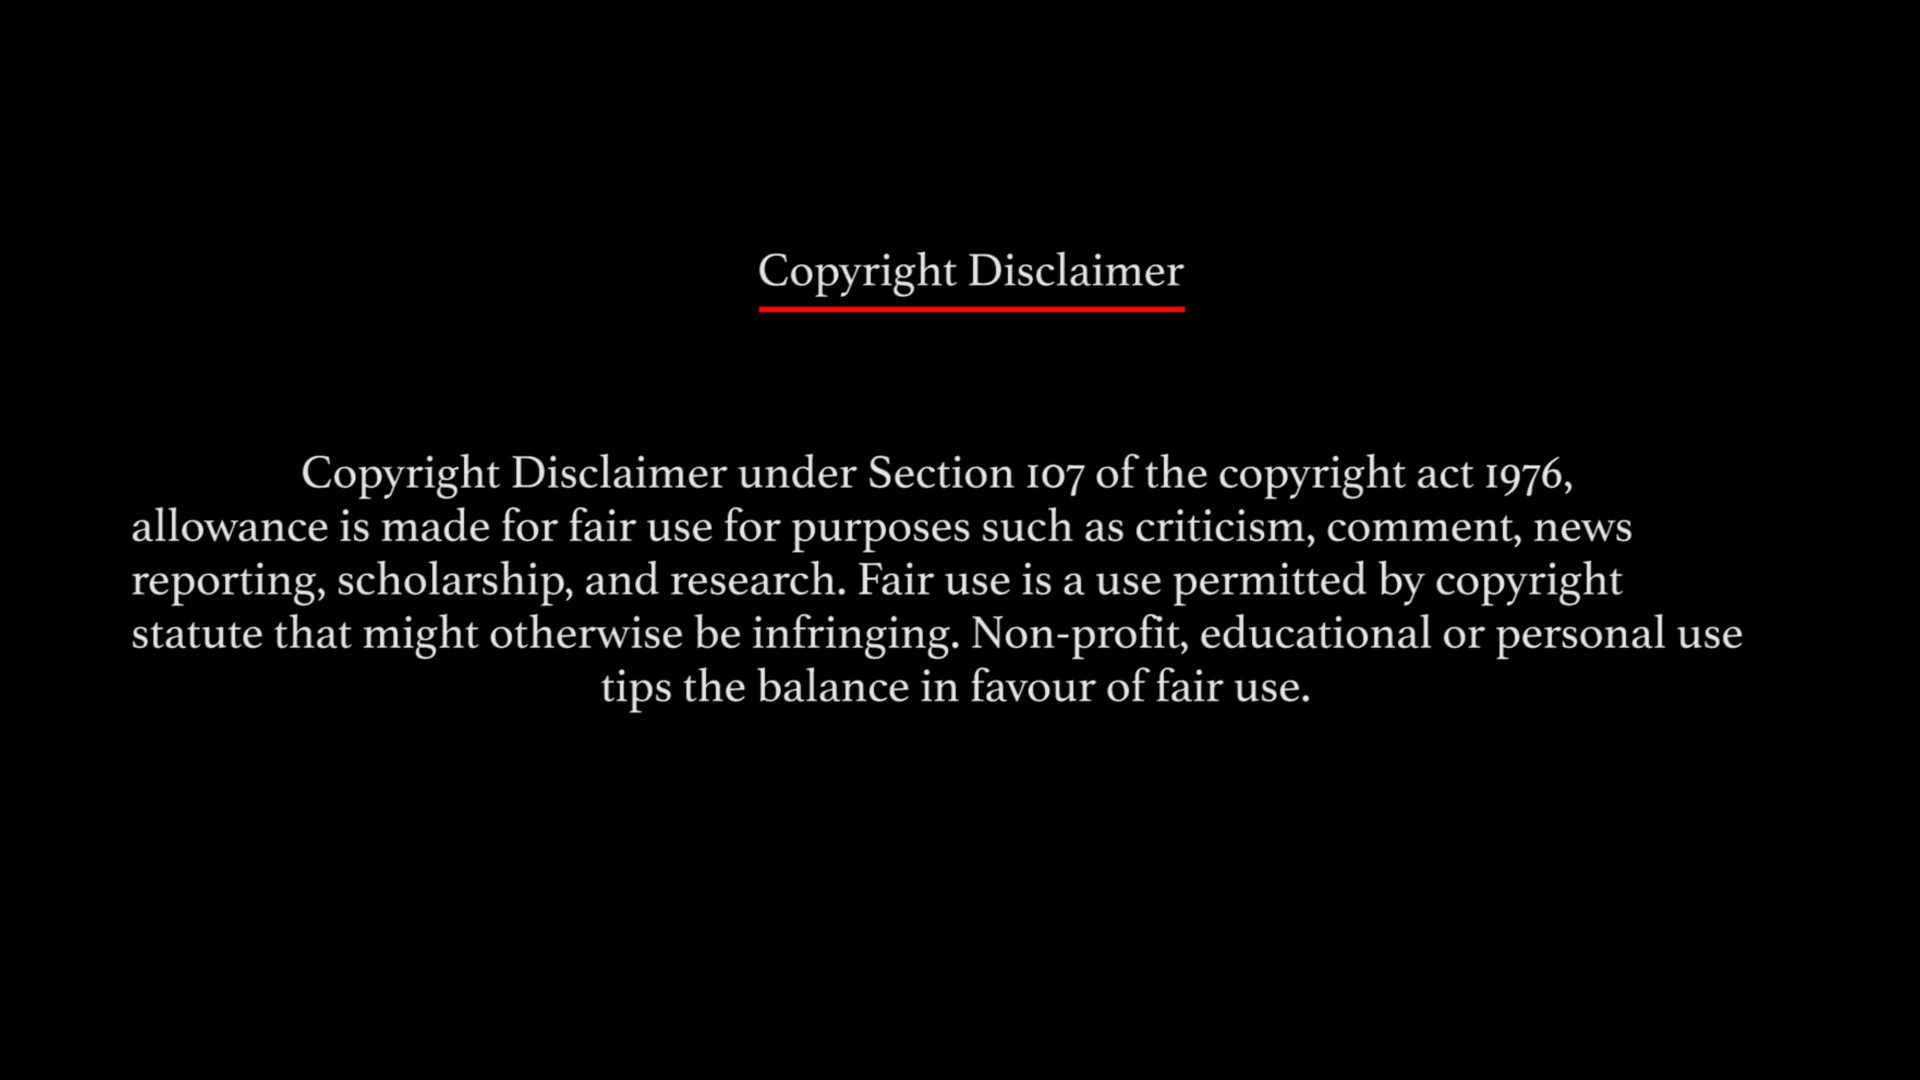 Copyright Disclaimer
Copyright Disclaimer under Section 107 of the copyright act 1976,
allowance is made for fair use for purposes such as criticism, comment, news
reporting, scholarship, and research. Fair use is a use permitted by copyright
statute that might otherwise be infringing. Non-profit, educational or personal use
tips the balance in favour of fair use.